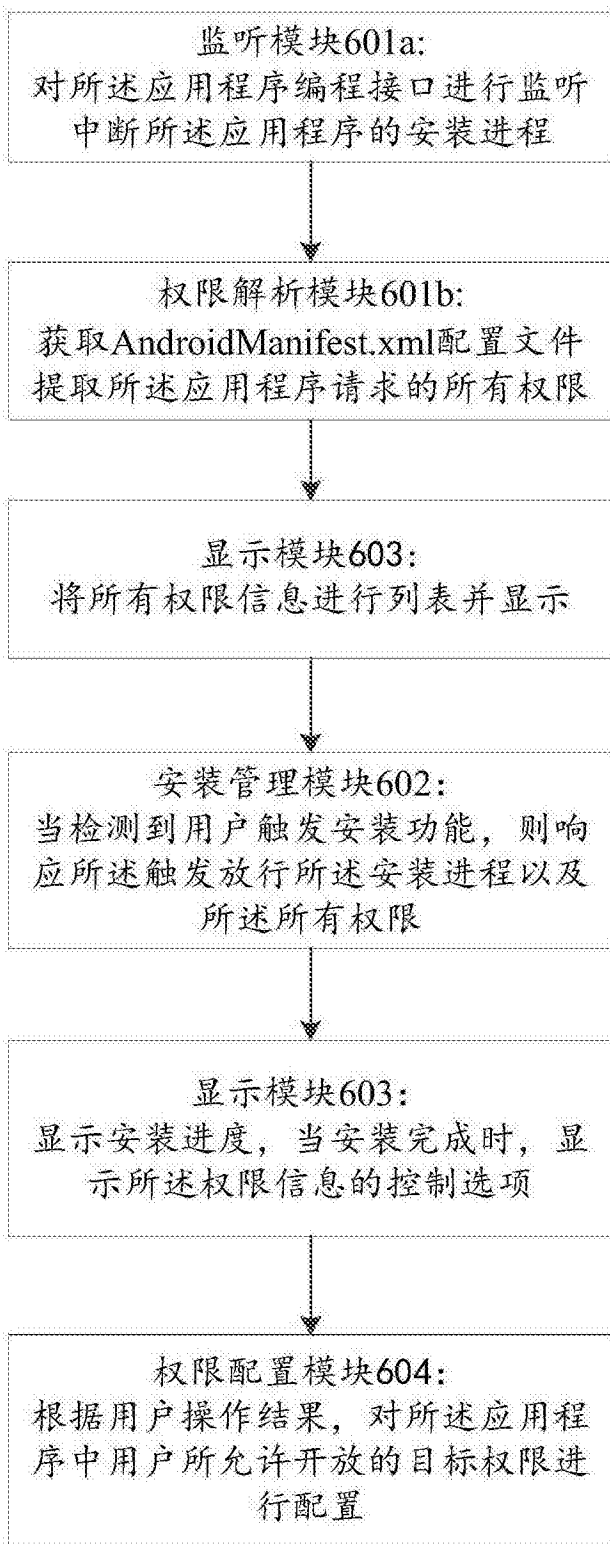 监听模块601a:
对所述应用程序编程接口进行监听
中断所述应用程序的安装进程
权限解析模块601b:
获取AndroidManifest.xml配置文件
提取所述应用程序请求的所有权限
显示模块603：
将所有权限信息进行列表并显示
安装管理模块602：
当检测到用户触发安装功能，则响
应所述触发放行所述安装进程以及
所述所有权限
显示模块603：
显示安装进度，当安装完成时，显
示所述权限信息的控制选项
权限配置模块604：
根据用户操作结果，对所述应用程
序中用户所允许开放的目标权限进
行配置